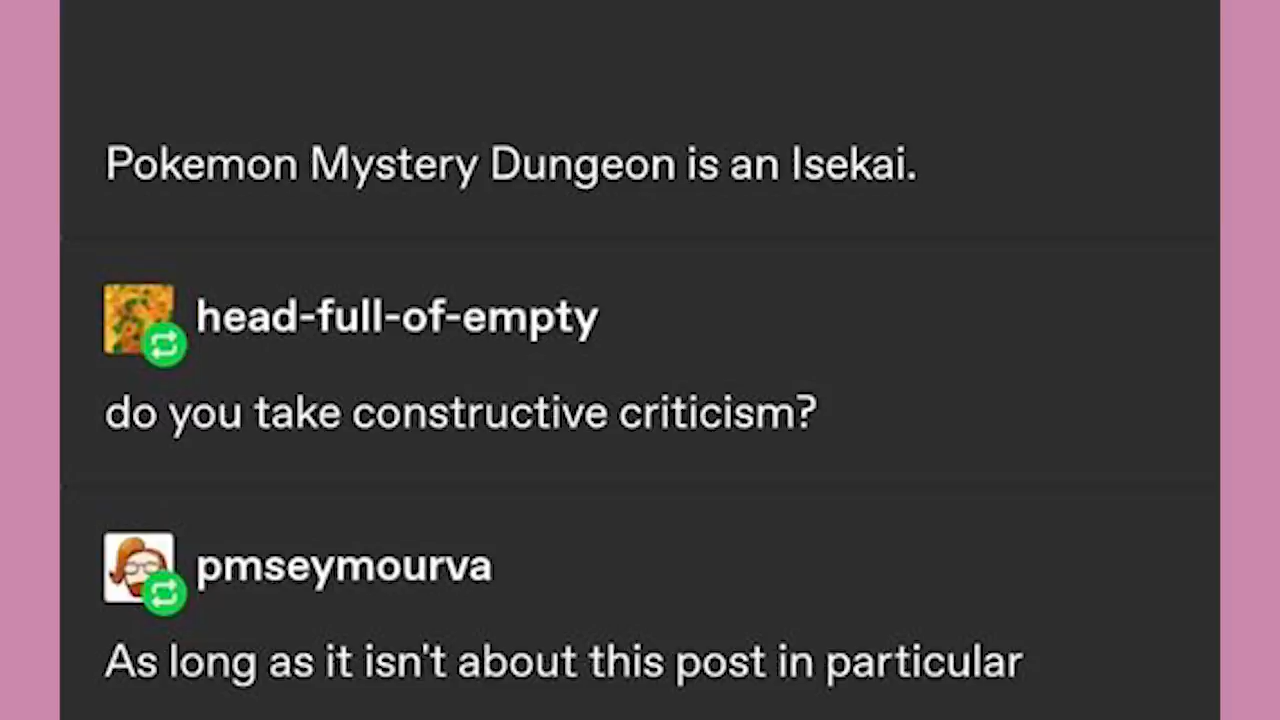 Pokemon Mystery Dungeon is an Isekai.
head-full-of-empty
do you take constructive criticism?
pmseymourva
As long as it isn't about this post in particular